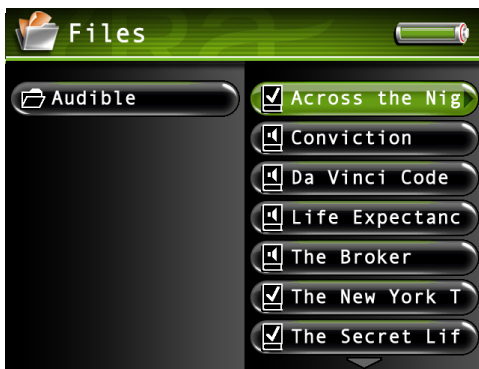 Files
Audible
Across the Nig
Conviction
Da Vinci Code
Life Expectanc
The Broker
The New York T
The Secret Lif